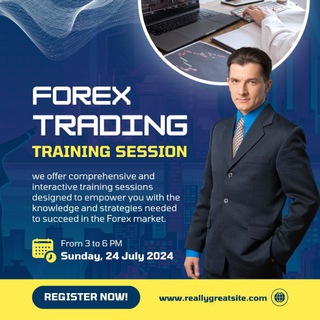 FOREX
TRADING
TRAINING SESSION
we offer comprehensive and
interactive training sessions
designed to empower you with the
knowledge and strategies needed
to succeed in the Forex market.
From 3 to 6 PM
Sunday, 24 July 2024
REGISTER NOW!
www.reallygreatsite.com